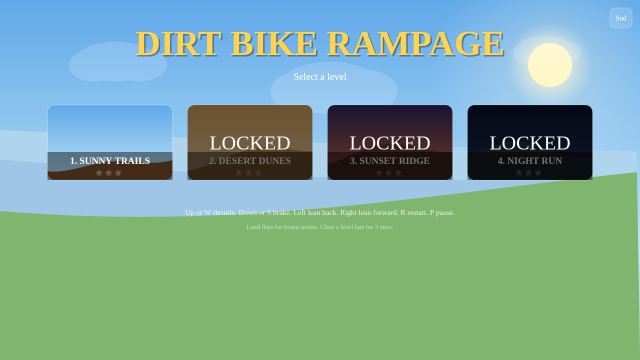 Snd
DIRT BIKE RAMPAGE
Select a level
LOCKED LOCKED LOCKED
1. SUNNY TRAILS 2. DESERT DUNES 3. SUNSET RIDGE 4. NIGHT RUN
Up or W throttle. Down or S brake. Left lean back. Right lean forward. R restart. P pause.
Land flips for bonus points. Clear a level fast for 3 stars.